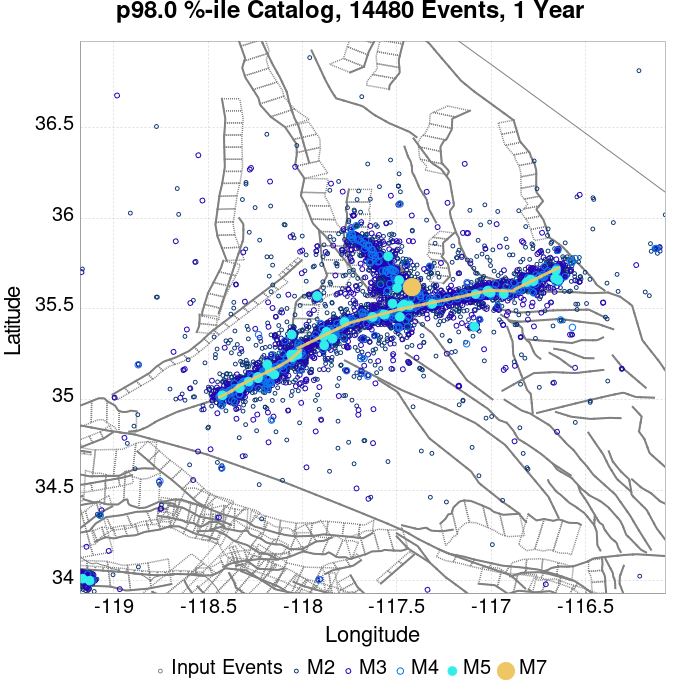 p98.0 %-ile Catalog, 14480 Events, 1 Year
Latitude
36.5
36
35.5
35
34.5
34
-119
-118.5
-118
-117.5
-117
-116.5
Longitude
Input Events
M2
M3
M4
M5
M7